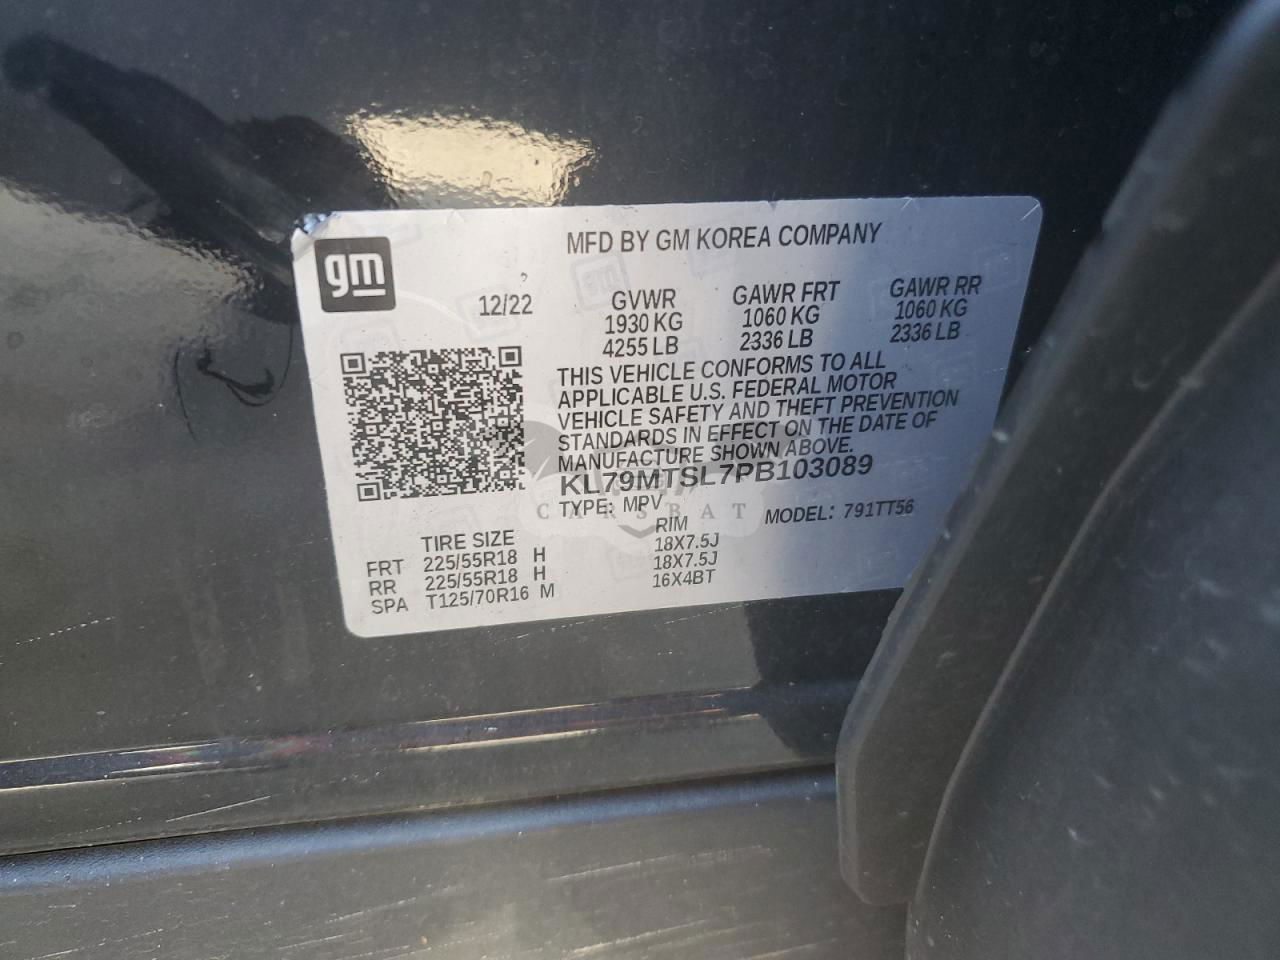 gm
MFD BY GM KOREA COMPANY
12/22
GVWR GAWR FRT GAWR RR
1930 KG 1060 KG 1060 KG
4255 LB 2336 LB 2336 LB
THIS VEHICLE CONFORMS TO ALL
APPLICABLE U.S. FEDERAL MOTOR
VEHICLE SAFETY AND THEFT PREVENTION
STANDARDS IN EFFECT ON THE DATE OF
MANUFACTURE SHOWN ABOVE.
KL79MTSL7PB103089
TYPE: MPV MODEL: 791TT56
CARSBAT
TIRE SIZE RIM
FRT 225/55R18 H 18X7.5J
RR 225/55R18 H 18X7.5J
SPA T125/70R16 M 16X4BT